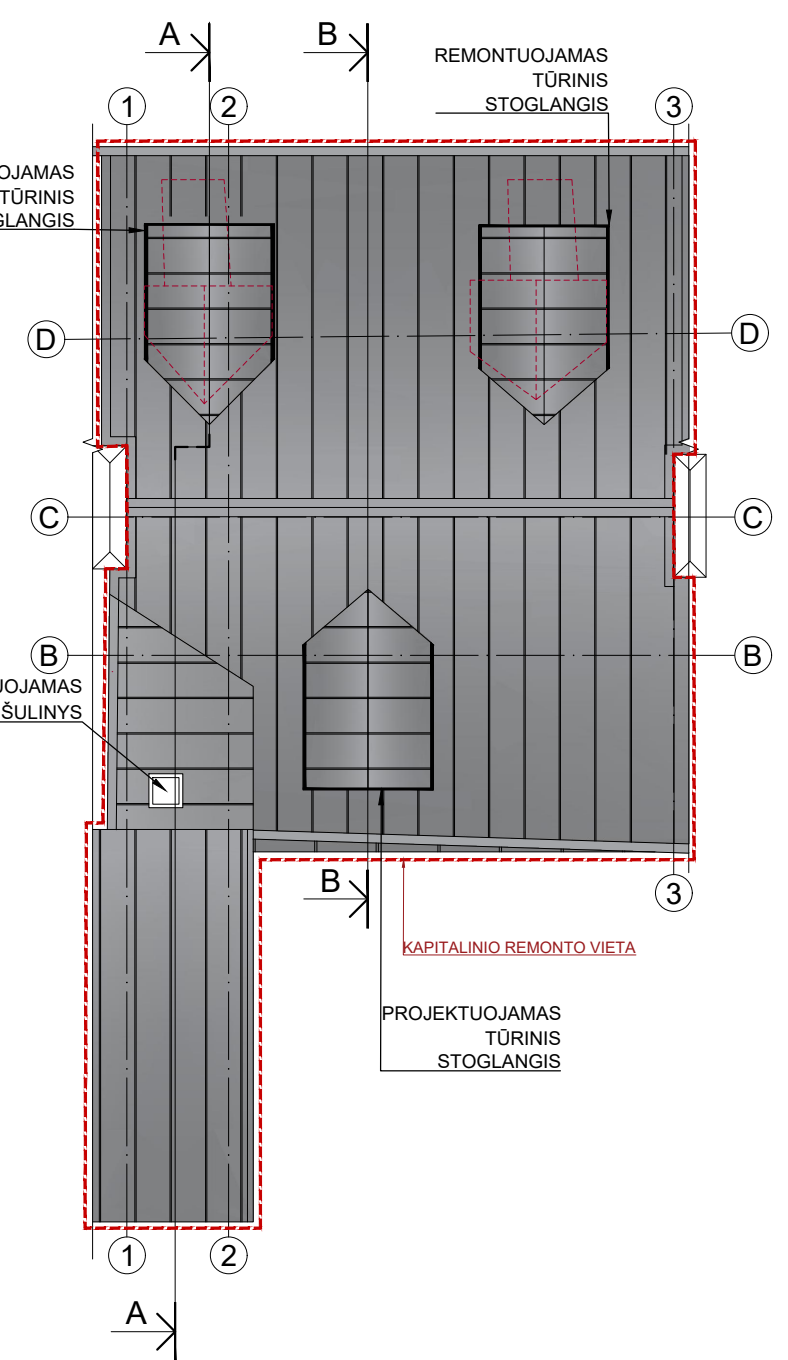 A
B
REMONTUOJAMAS
TŪRINIS
STOGLANGIS
1
2
3
TŪRINIS
D
D
C
C
B
B
ŠULINYS
B
3
KAPITALINIO REMONTO VIETA
PROJEKTUOJAMAS
TŪRINIS
STOGLANGIS
1
2
A